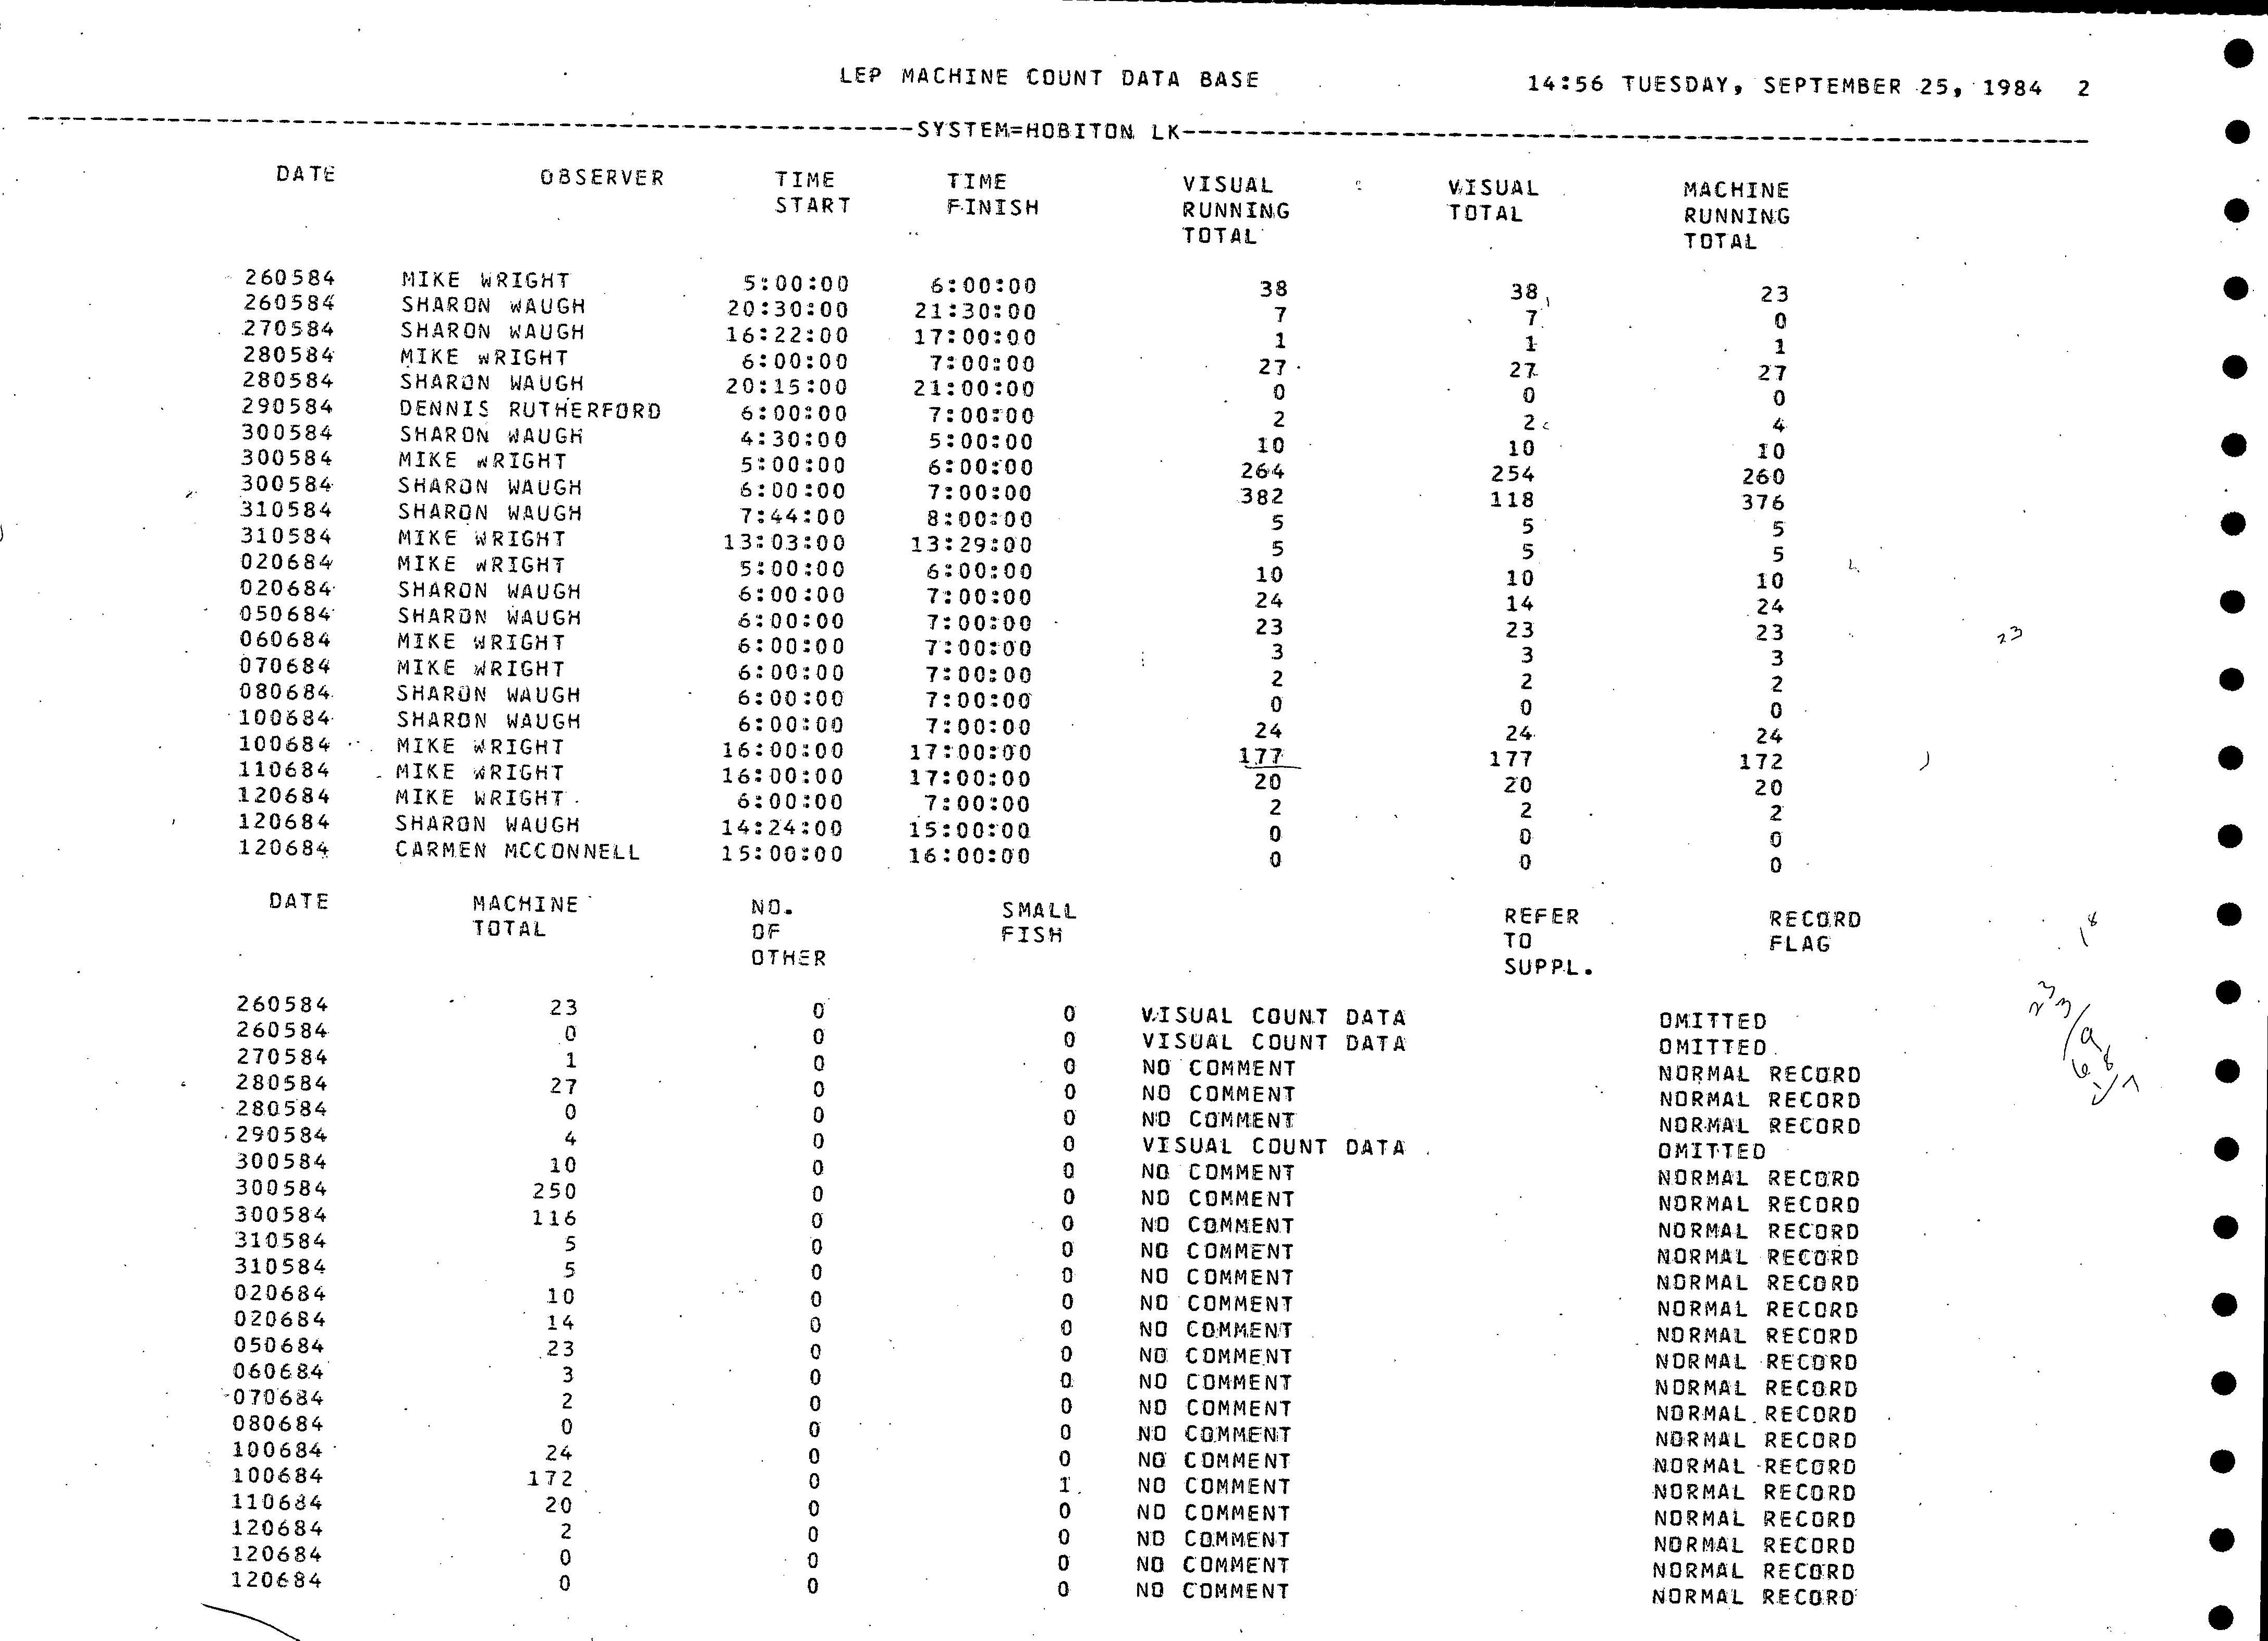 LEP MACHINE COUNT DATA BASE 14:56 TUESDAY, SEPTEMBER 25, 1984 2
SYSTEM=HOBITON LK
DATE OBSERVER TIME TIME VISUAL VISUAL MACHINE
START FINISH RUNNING TOTAL RUNNING
TOTAL TOTAL
260584 MIKE WRIGHT 5:00:00 6:00:00 38 38 23
260584 SHARON WAUGH 20:30:00 21:30:00 7 7 0
270584 SHARON WAUGH 16:22:00 17:00:00 1 1 1
280584 MIKE WRIGHT 6:00:00 7:00:00 27 27 27
280584 SHARON WAUGH 20:15:00 21:00:00 0 0 0
290584 DENNIS RUTHERFORD 6:00:00 7:00:00 2 2 4
300584 SHARON WAUGH 4:30:00 5:00:00 10 10 10
300584 MIKE WRIGHT 5:00:00 6:00:00 264 254 260
300584 SHARON WAUGH 6:00:00 7:00:00 382 118 376
310584 SHARON WAUGH 7:44:00 8:00:00 5 5 5
310584 MIKE WRIGHT 13:03:00 13:29:00 5 5 5
020684 MIKE WRIGHT 5:00:00 6:00:00 10 10 10
020684 SHARON WAUGH 6:00:00 7:00:00 24 14 24
050684 SHARON WAUGH 6:00:00 7:00:00 23 23 23 23
060684 MIKE WRIGHT 6:00:00 7:00:00 3 3 3
070684 MIKE WRIGHT 6:00:00 7:00:00 2 2 2
080684 SHARON WAUGH 6:00:00 7:00:00 0 0 0
100684 SHARON WAUGH 6:00:00 7:00:00 24 24 24
100684 MIKE WRIGHT 16:00:00 17:00:00 177 177 172
110684 MIKE WRIGHT 16:00:00 17:00:00 20 20 20
120684 MIKE WRIGHT 6:00:00 7:00:00 2 2 2
120684 SHARON WAUGH 14:24:00 15:00:00 0 0 0
120684 CARMEN MCCONNELL 15:00:00 16:00:00 0 0 0
DATE MACHINE NO. SMALL REFER RECORD
TOTAL OF FISH TO FLAG
OTHER SUPPL.
260584 23 0 0 VISUAL COUNT DATA OMITTED
260584 0 0 0 VISUAL COUNT DATA OMITTED
270584 1 0 0 NO COMMENT NORMAL RECORD
280584 27 0 0 NO COMMENT NORMAL RECORD
280584 0 0 0 NO COMMENT NORMAL RECORD
290584 4 0 0 VISUAL COUNT DATA OMITTED
300584 10 0 0 NO COMMENT NORMAL RECORD
300584 250 0 0 NO COMMENT NORMAL RECORD
300584 116 0 0 NO COMMENT NORMAL RECORD
310584 5 0 0 NO COMMENT NORMAL RECORD
310584 5 0 0 NO COMMENT NORMAL RECORD
020684 10 0 0 NO COMMENT NORMAL RECORD
020684 14 0 0 NO COMMENT NORMAL RECORD
050684 23 0 0 NO COMMENT NORMAL RECORD
060684 3 0 0 NO COMMENT NORMAL RECORD
070684 2 0 0 NO COMMENT NORMAL RECORD
080684 0 0 0 NO COMMENT NORMAL RECORD
100684 24 0 0 NO COMMENT NORMAL RECORD
100684 172 0 1 NO COMMENT NORMAL RECORD
110684 20 0 0 NO COMMENT NORMAL RECORD
120684 2 0 0 NO COMMENT NORMAL RECORD
120684 0 0 0 NO COMMENT NORMAL RECORD
120684 0 0 0 NO COMMENT NORMAL RECORD